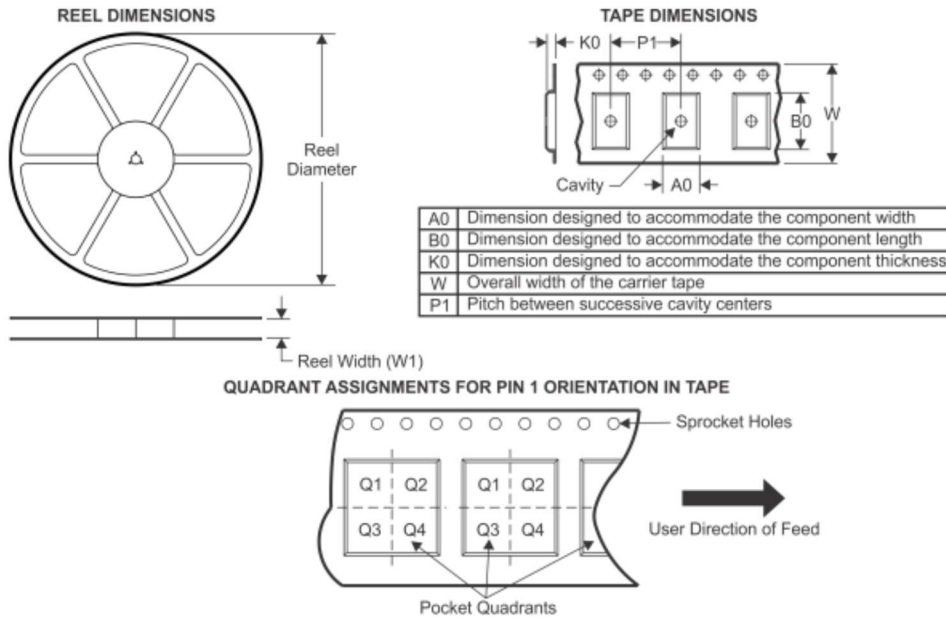 REEL DIMENSIONS
Reel
Diameter
Reel Width (W1)
TAPE DIMENSIONS
K0
P1
B0
W
Cavity
A0
A0 Dimension designed to accommodate the component width
B0 Dimension designed to accommodate the component length
K0 Dimension designed to accommodate the component thickness
W Overall width of the carrier tape
P1 Pitch between successive cavity centers
QUADRANT ASSIGNMENTS FOR PIN 1 ORIENTATION IN TAPE
Sprocket Holes
Q1 Q2 Q1 Q2
Q3 Q4 Q3 Q4
User Direction of Feed
Pocket Quadrants